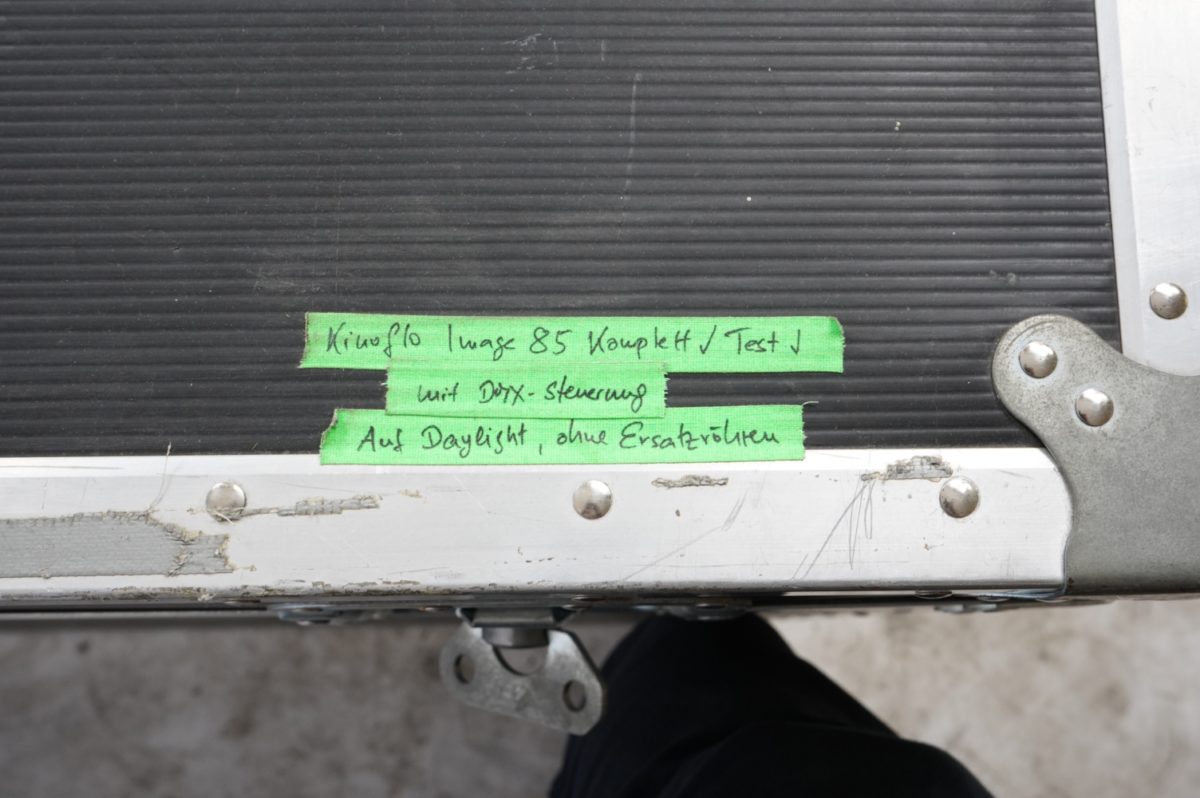 Kinoflo Image 85 Komplett ✓ Test ✓
mit DMX-Steuerung
Auf Daylight, ohne Ersatzröhren